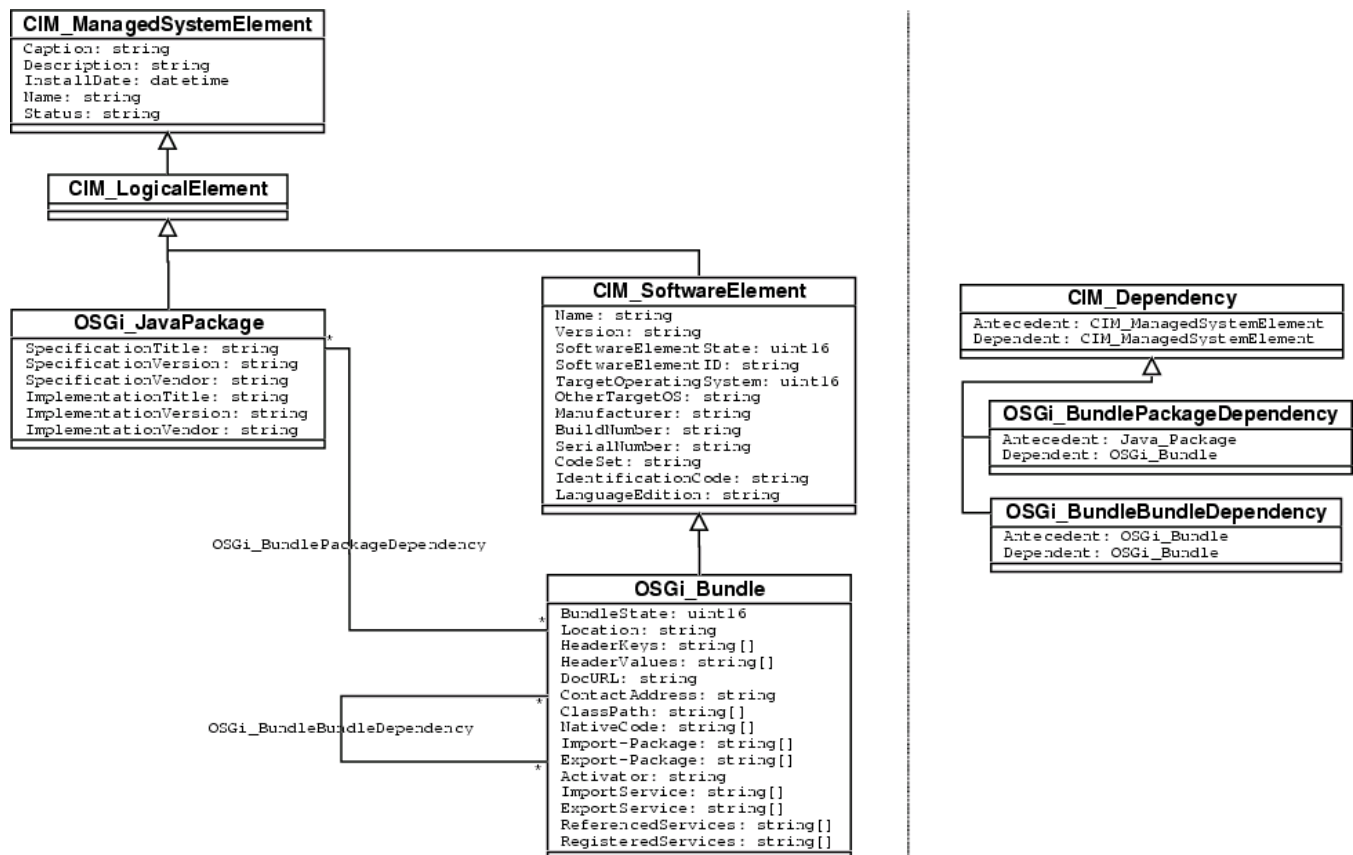 CIM_ManagedSystemElement
Caption: string
Description: string
InstallDate: datetime
Name: string
Status: string
CIM_LogicalElement
OSGi_JavaPackage
SpecificationTitle: string
SpecificationVersion: string
SpecificationVendor: string
ImplementationTitle: string
ImplementationVersion: string
ImplementationVendor: string
*
CIM_SoftwareElement
Name: string
Version: string
SoftwareElementState: uint16
SoftwareElementID: string
TargetOperatingSystem: uint16
OtherTargetOS: string
Manufacturer: string
BuildNumber: string
SerialNumber: string
CodeSet: string
IdentificationCode: string
LanguageEdition: string
OSGi_BundlePackageDependency
*
OSGi_BundleBundleDependency
*
*
OSGi_Bundle
BundleState: uint16
Location: string
HeaderKeys: string[]
HeaderValues: string[]
DocURL: string
ContactAddress: string
ClassPath: string[]
NativeCode: string[]
Import-Package: string[]
Export-Package: string[]
Activator: string
ImportService: string[]
ExportService: string[]
ReferencedServices: string[]
RegisteredServices: string[]
CIM_Dependency
Antecedent: CIM_ManagedSystemElement
Dependent: CIM_ManagedSystemElement
OSGi_BundlePackageDependency
Antecedent: Java_Package
Dependent: OSGi_Bundle
OSGi_BundleBundleDependency
Antecedent: OSGi_Bundle
Dependent: OSGi_Bundle